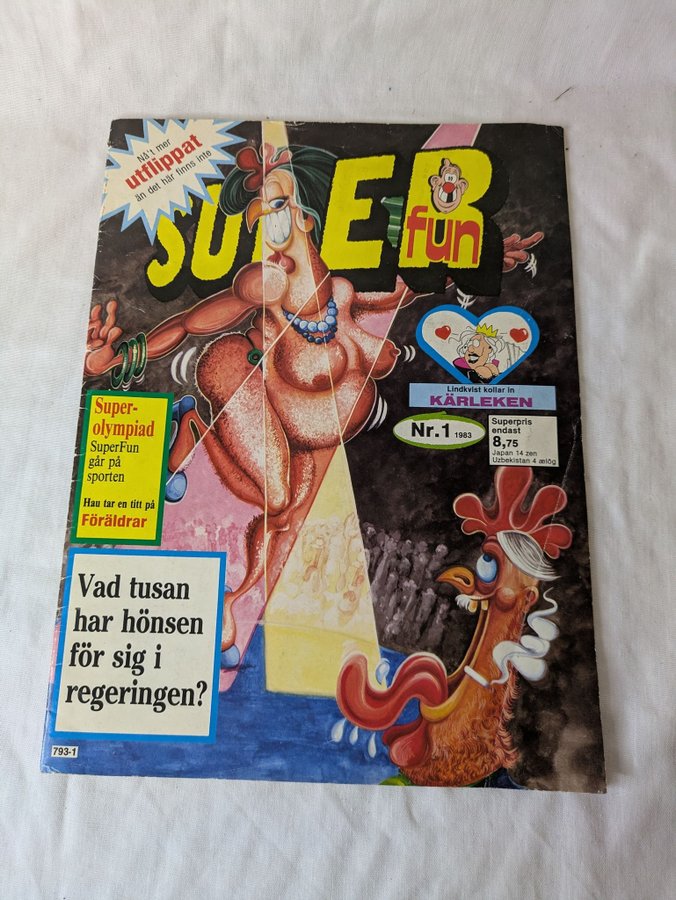 Nå't mer
utflippat
än det här finns inte
SUPER
fun
Lindkvist kollar in
KÄRLEKEN
Nr.1 1983
Superpris
endast
8,75
Japan 14 zen
Uzbekistan 4 ælög
Super-
olympiad
SuperFun
går på
sporten
Hau tar en titt på
Föräldrar
Vad tusan
har hönsen
för sig i
regeringen?
793-1